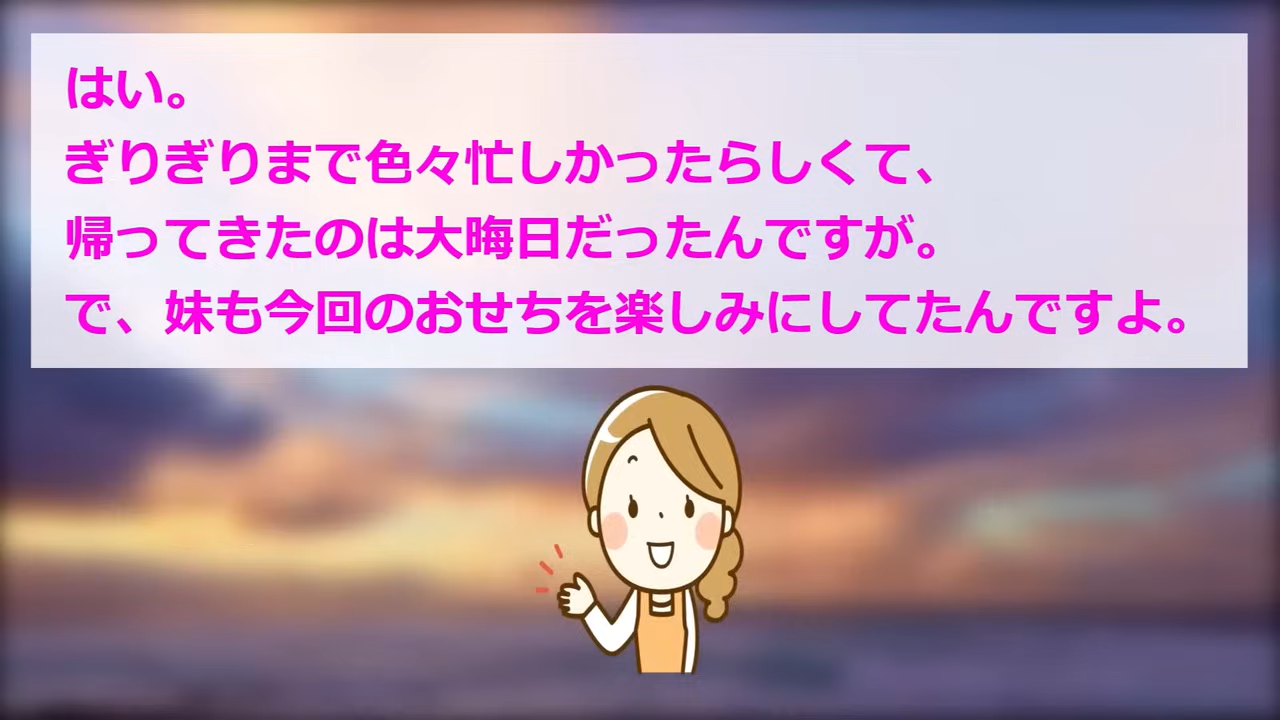 はい。
ぎりぎりまで色々忙しかったらしくて、
帰ってきたのは大晦日だったんですが。
で、妹も今回のおせちを楽しみにしてたんですよ。